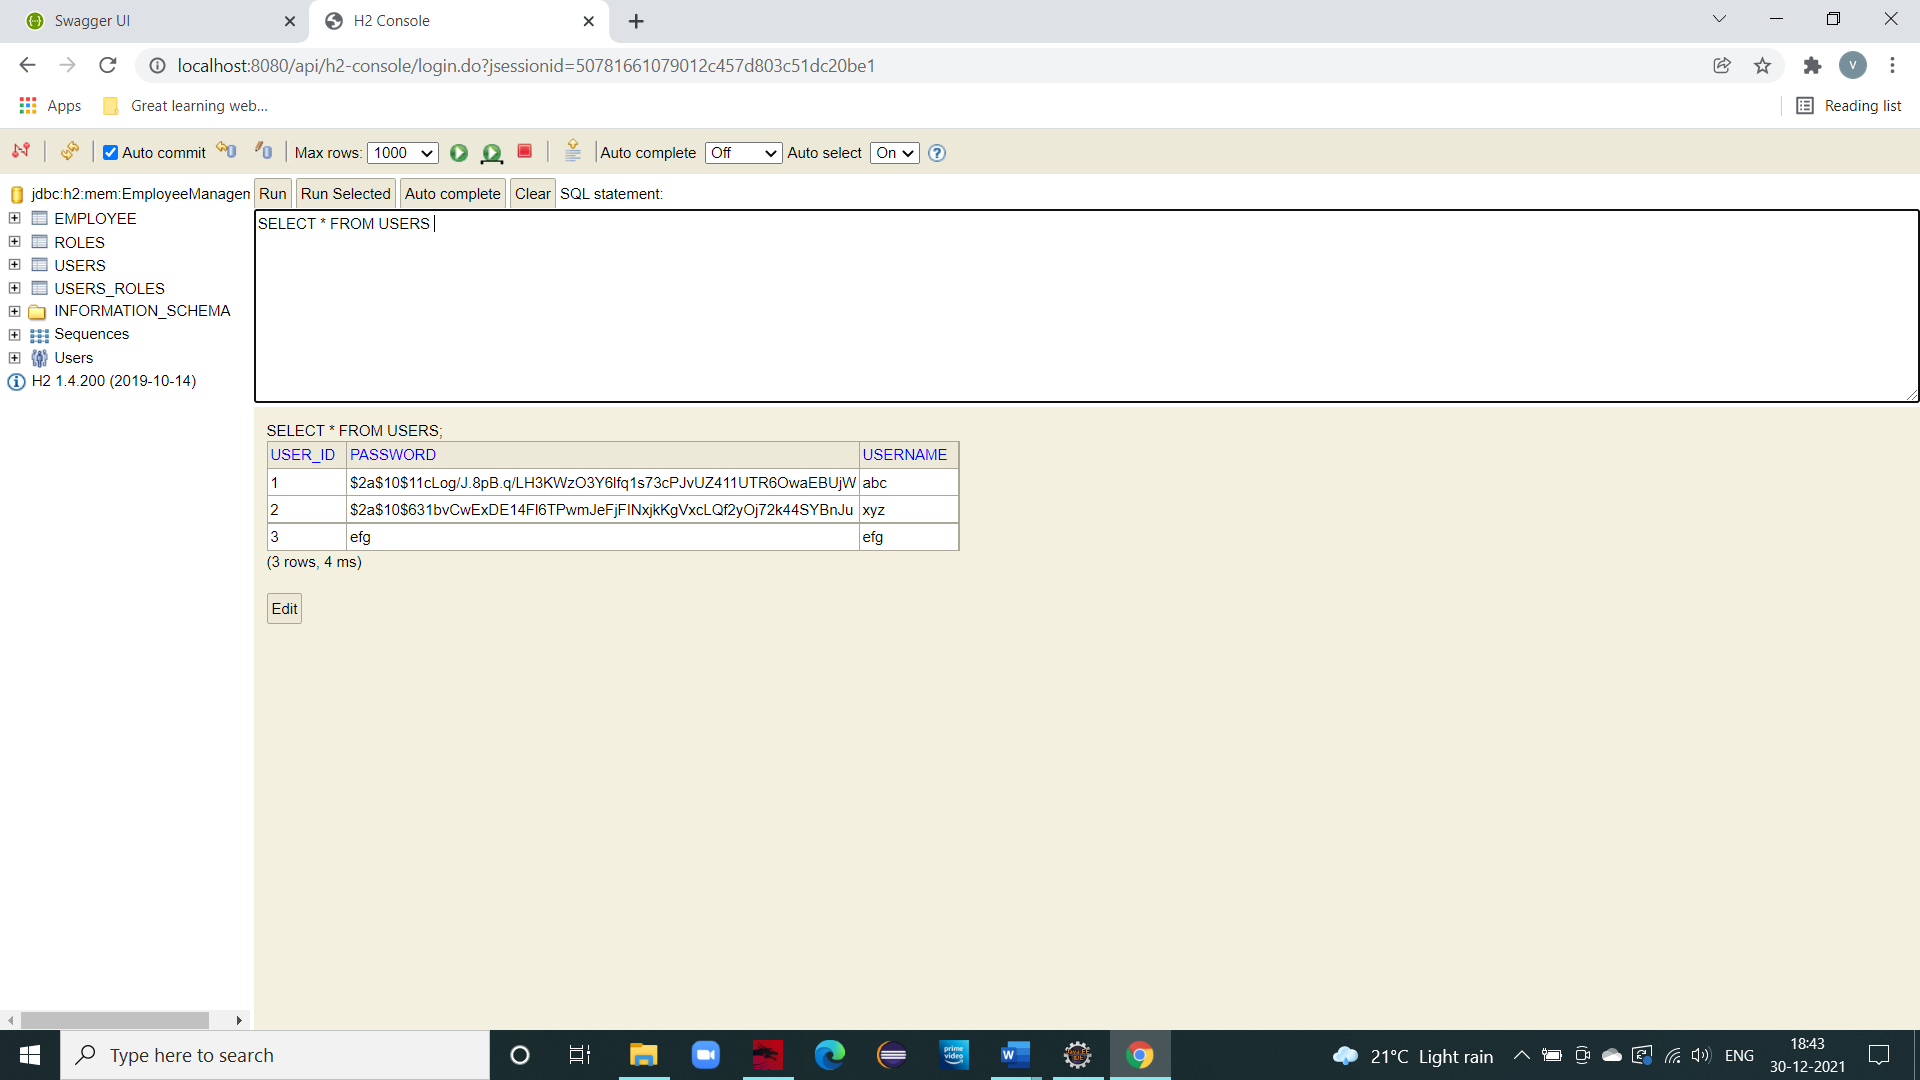 Swagger UI
H2 Console
localhost:8080/api/h2-console/login.do?jsessionid=50781661079012c457d803c51dc20be1
V
Apps
Great learning web...
Reading list
Auto commit
Max rows: 1000
Auto complete Off
Auto select On
jdbc:h2:mem:EmployeeManagem
EMPLOYEE
ROLES
USERS
USERS_ROLES
INFORMATION_SCHEMA
Sequences
Users
H2 1.4.200 (2019-10-14)
Run Run Selected Auto complete Clear SQL statement:
SELECT * FROM USERS
SELECT * FROM USERS;
USER_ID PASSWORD USERNAME
1 $2a$10$11cLog/J.8pB.q/LH3KWzO3Y6lfq1s73cPJvUZ411UTR6OwaEBUjW abc
2 $2a$10$631bvCwExDE14Fl6TPwmJeFjFINxjkKgVxcLQf2yOj72k44SYBnJu xyz
3 efg efg
(3 rows, 4 ms)
Edit
Type here to search
prime video
W
21°C Light rain
ENG
18:43
30-12-2021